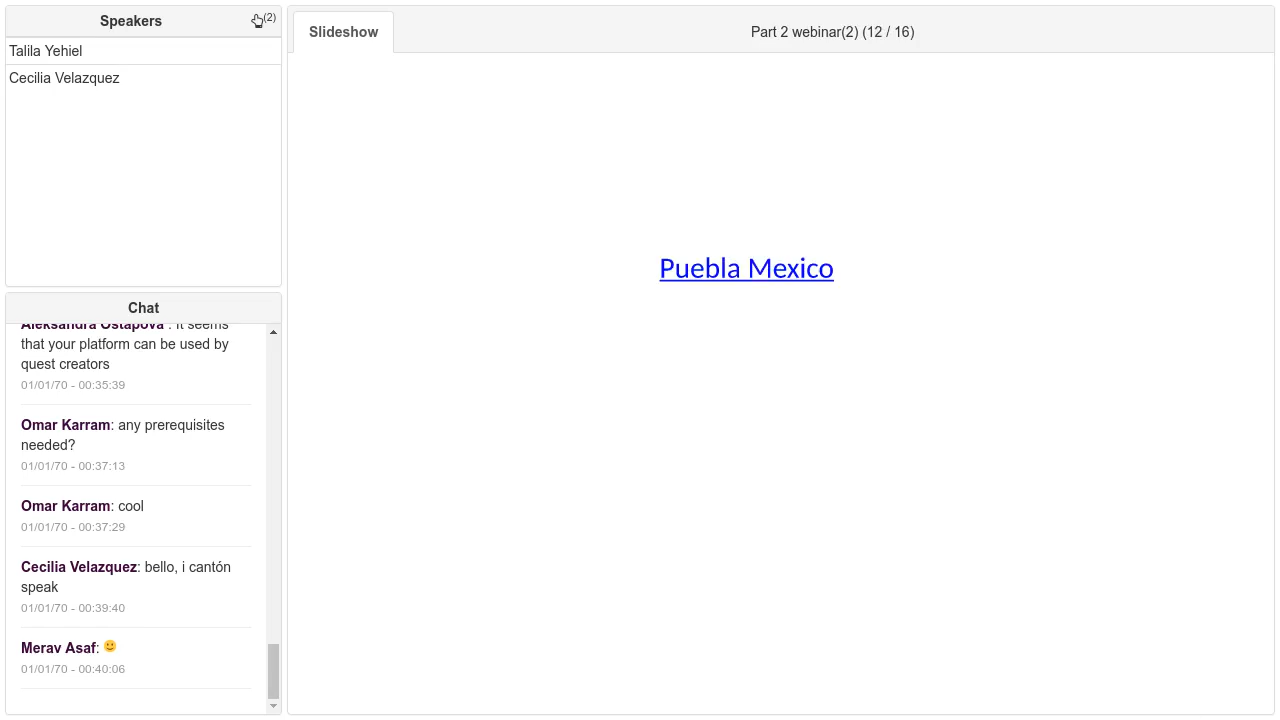 Speakers
(2)
Talila Yehiel
Cecilia Velazquez
Slideshow
Part 2 webinar(2) (12 / 16)
Puebla Mexico
Chat
Aleksandra Ostapova : it seems
that your platform can be used by
quest creators
01/01/70 - 00:35:39
Omar Karram: any prerequisites
needed?
01/01/70 - 00:37:13
Omar Karram: cool
01/01/70 - 00:37:29
Cecilia Velazquez: bello, i cantón
speak
01/01/70 - 00:39:40
Merav Asaf:
01/01/70 - 00:40:06